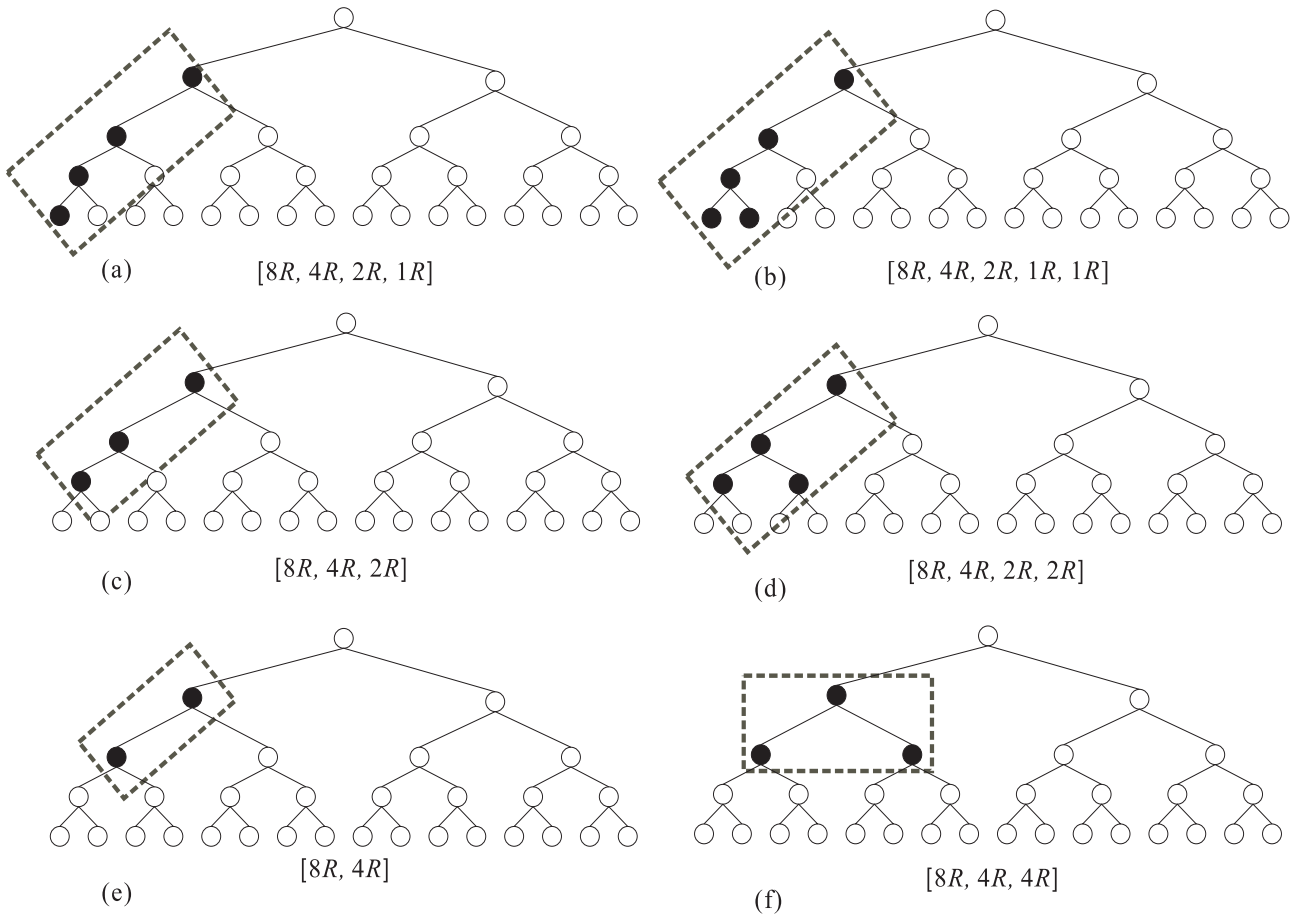 (a) [8R, 4R, 2R, 1R]
(b) [8R, 4R, 2R, 1R, 1R]
(c) [8R, 4R, 2R]
(d) [8R, 4R, 2R, 2R]
(e) [8R, 4R]
(f) [8R, 4R, 4R]